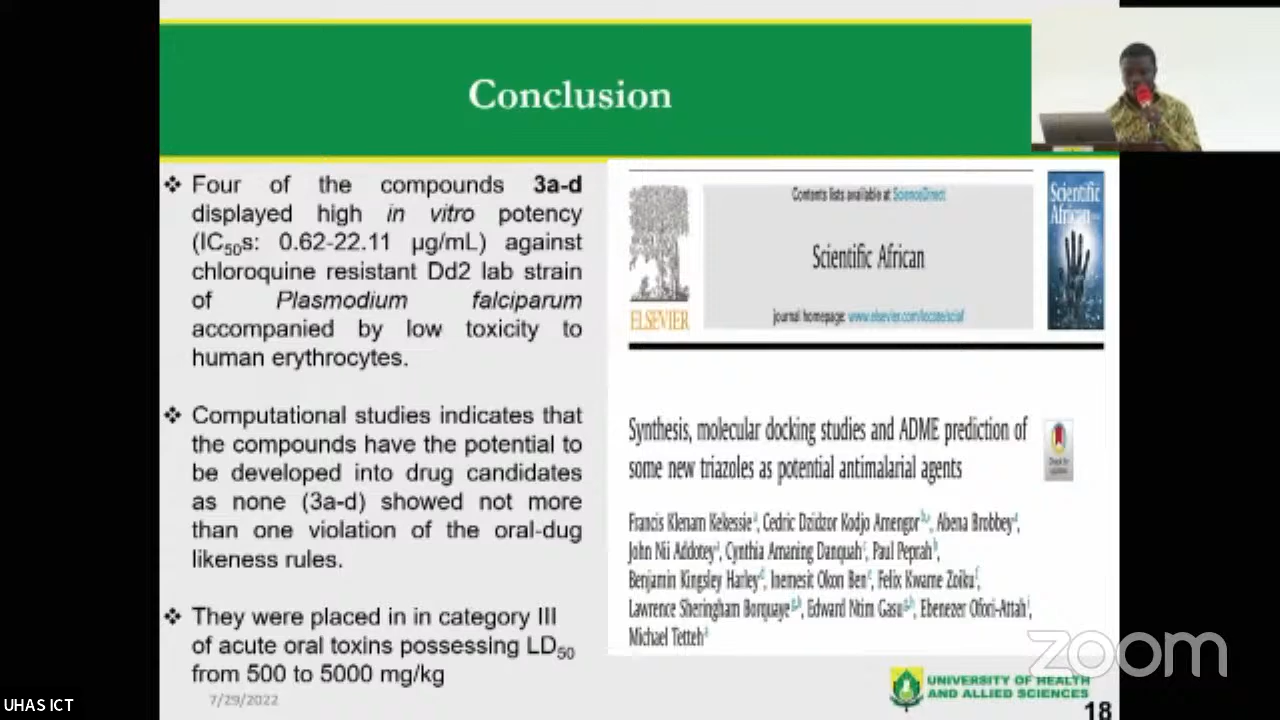 Conclusion
❖ Four of the compounds 3a-d
displayed high in vitro potency
(IC50s: 0.62-22.11 µg/mL) against
chloroquine resistant Dd2 lab strain
of Plasmodium falciparum
accompanied by low toxicity to
human erythrocytes.
❖ Computational studies indicates that
the compounds have the potential to
be developed into drug candidates
as none (3a-d) showed not more
than one violation of the oral-dug
likeness rules.
❖ They were placed in in category III
of acute oral toxins possessing LD50
from 500 to 5000 mg/kg
7/29/2022
Contents lists available at ScienceDirect
Scientific African
journal homepage: www.elsevier.com/locate/sciaf
ELSEVIER
Scientific
African
Synthesis, molecular docking studies and ADME prediction of
some new triazoles as potential antimalarial agents
Check for
updates
Francis Klenam Kekessie, Cedric Dzidzor Kodjo Amengor, Abena Brobbey,
John Nii Addotey, Cynthia Amaning Danquah, Paul Peprah,
Benjamin Kingsley Harley, Inemesit Okon Ben, Felix Kwame Zoiku,
Lawrence Sheringham Borquaye, Edward Ntim Gasu, Ebenezer Ofori-Attah,
Michael Tetteh
zoom
UNIVERSITY OF HEALTH
AND ALLIED SCIENCES
18
UHAS ICT